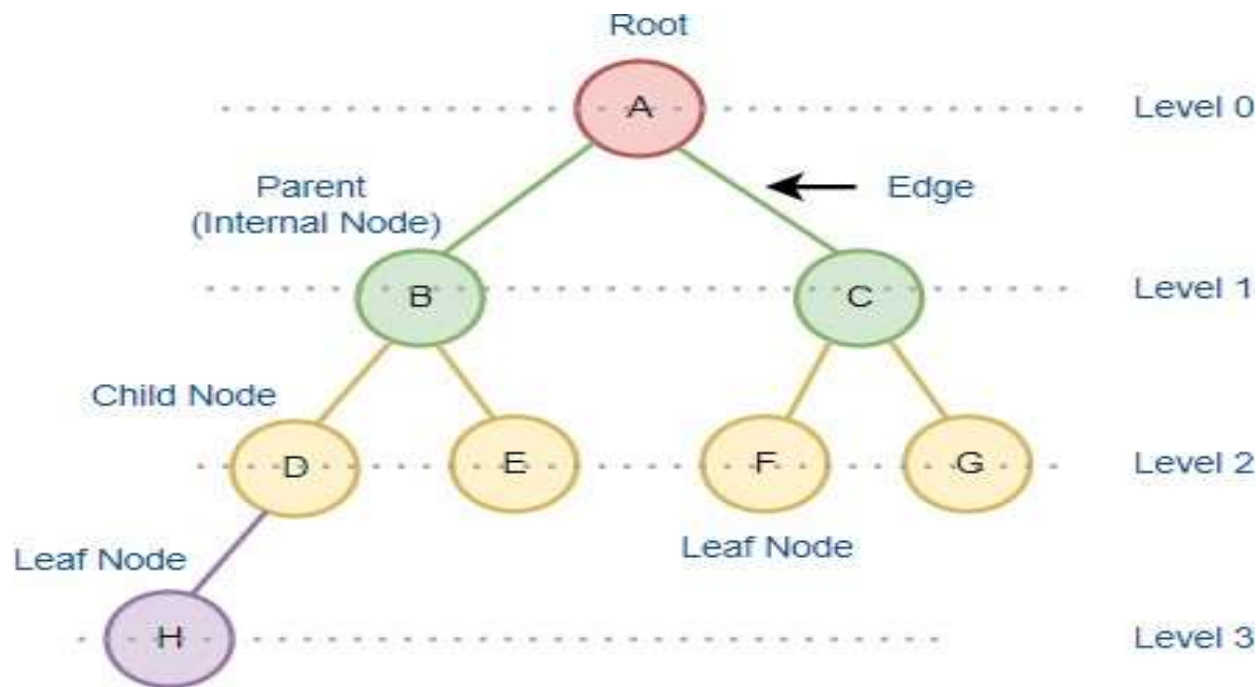 Root
A
Level 0
Parent
(Internal Node)
Edge
B
C
Level 1
Child Node
D
E
F
G
Level 2
Leaf Node
Leaf Node
H
Level 3